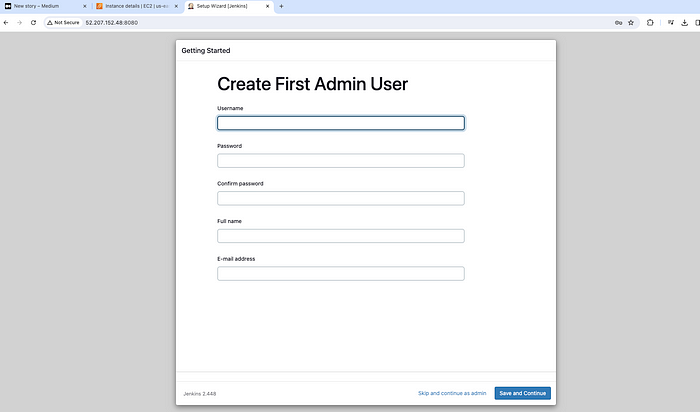 New story – Medium
Instance details | EC2 | us-ea
Setup Wizard [Jenkins]
Not Secure
52.207.152.48:8080
Getting Started
Create First Admin User
Username
Password
Confirm password
Full name
E-mail address
Jenkins 2.448
Skip and continue as admin
Save and Continue